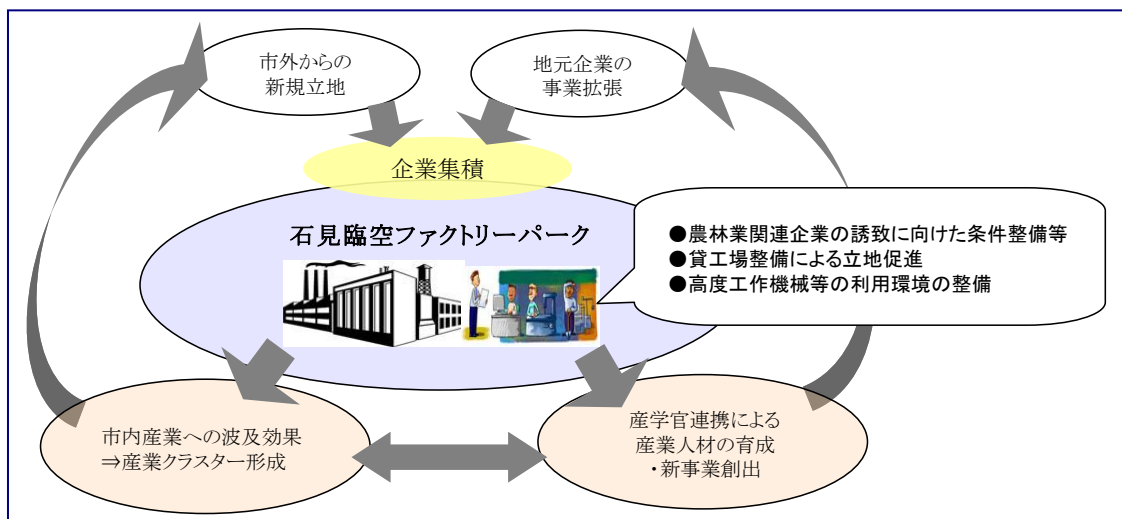 市外からの
新規立地
地元企業の
事業拡張
企業集積
石見臨空ファクトリーパーク
●農林業関連企業の誘致に向けた条件整備等
●貸工場整備による立地促進
●高度工作機械等の利用環境の整備
市内産業への波及効果
⇒産業クラスター形成
産学官連携による
産業人材の育成
・新事業創出